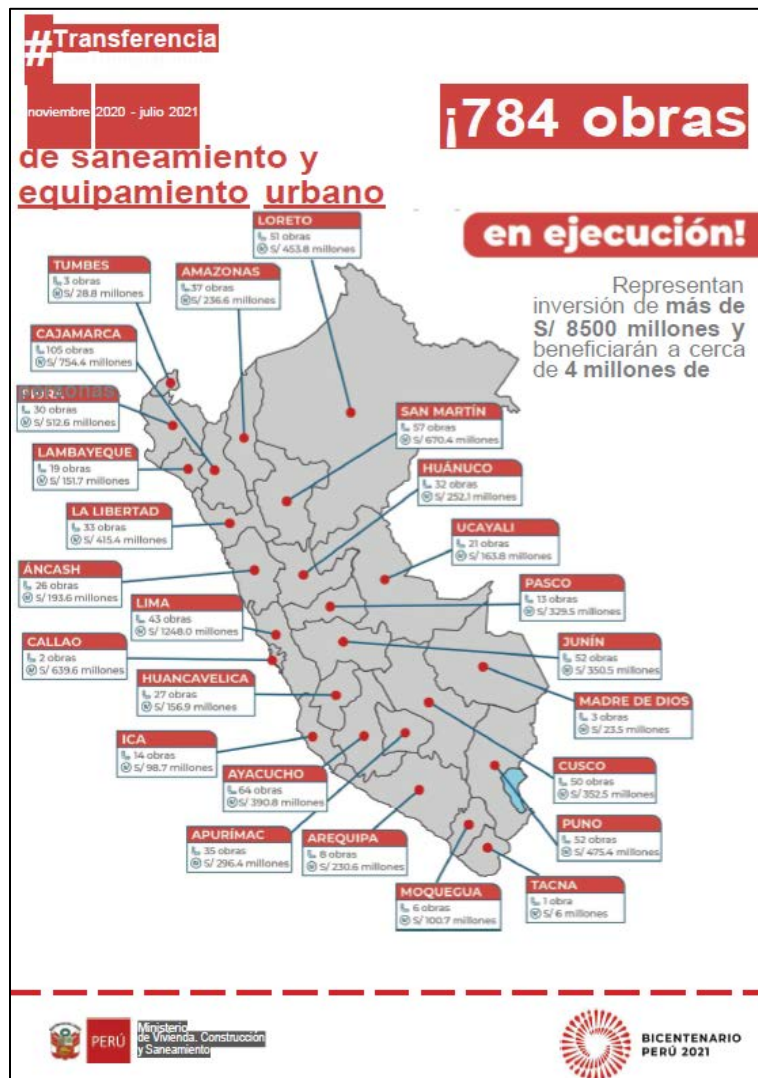 #Transferencia
noviembre 2020 - julio 2021
¡784 obras
de saneamiento y
equipamiento urbano
en ejecución!
Representan
inversión de más de
S/ 8500 millones y
beneficiarán a cerca
de 4 millones de
personas
LORETO
51 obras
S/ 453.8 millones
TUMBES
3 obras
S/ 28.8 millones
AMAZONAS
37 obras
S/ 236.6 millones
CAJAMARCA
105 obras
S/ 754.4 millones
PIURA
30 obras
S/ 512.6 millones
SAN MARTÍN
57 obras
S/ 670.4 millones
LAMBAYEQUE
19 obras
S/ 151.7 millones
HUÁNUCO
32 obras
S/ 252.1 millones
LA LIBERTAD
33 obras
S/ 415.4 millones
UCAYALI
21 obras
S/ 163.8 millones
ÁNCASH
26 obras
S/ 193.6 millones
PASCO
13 obras
S/ 329.5 millones
LIMA
43 obras
S/ 1248.0 millones
CALLAO
2 obras
S/ 639.6 millones
JUNÍN
52 obras
S/ 350.5 millones
HUANCAVELICA
27 obras
S/ 156.9 millones
MADRE DE DIOS
3 obras
S/ 23.5 millones
ICA
14 obras
S/ 98.7 millones
AYACUCHO
64 obras
S/ 390.8 millones
CUSCO
50 obras
S/ 352.5 millones
APURÍMAC
35 obras
S/ 296.4 millones
AREQUIPA
8 obras
S/ 230.6 millones
PUNO
52 obras
S/ 475.4 millones
MOQUEGUA
6 obras
S/ 100.7 millones
TACNA
1 obra
S/ 6 millones
PERÚ
Ministerio
de Vivienda, Construcción
y Saneamiento
BICENTENARIO
PERÚ 2021